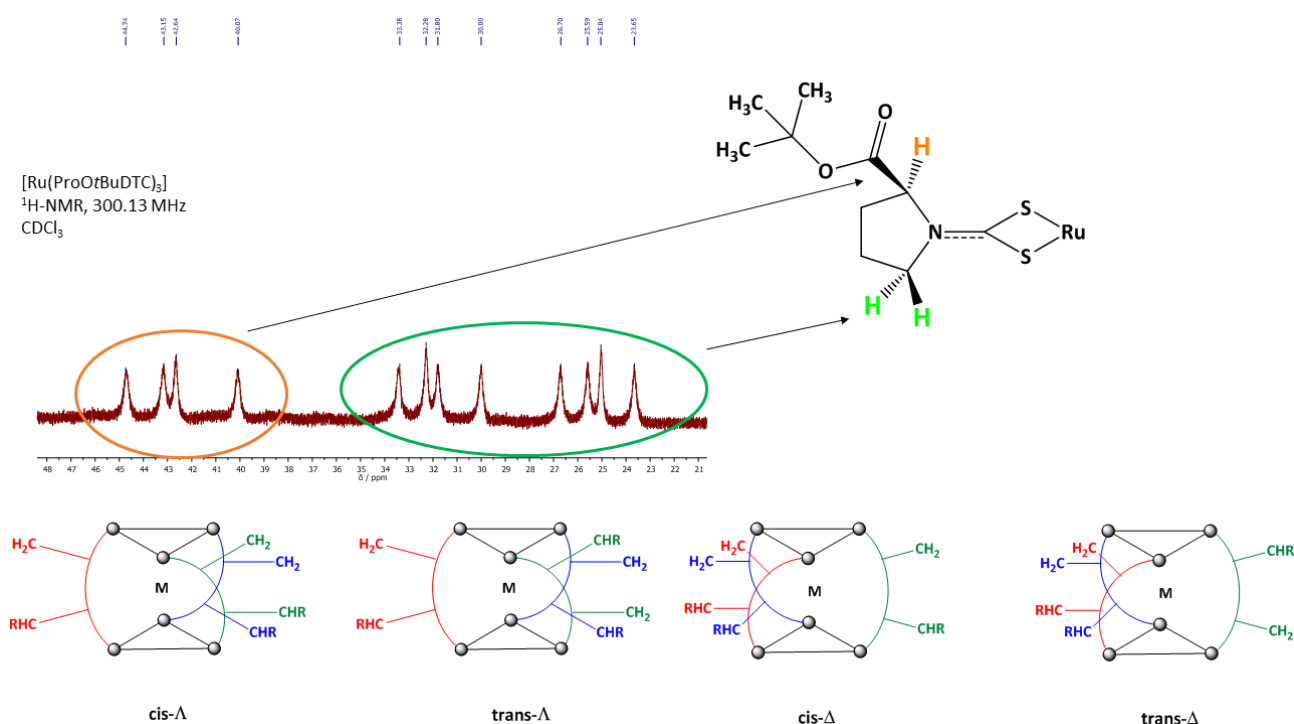 44.74 43.15 42.64 40.07 33.38 32.28 31.80 30.00 26.70 25.59 25.04 23.65
H₃C CH₃
O
H₃C H
O
[Ru(ProOtBuDTC)₃]
¹H-NMR, 300.13 MHz
CDCl₃
S
N Ru
S
H H
48 47 46 45 44 43 42 41 40 39 38 37 36 35 34 33 32 31 30 29 28 27 26 25 24 23 22 21
δ / ppm
H₂C CH₂ CH₂ M RHC CHR CHR
H₂C CHR CH₂ M RHC CH₂ CHR
H₂C H₂C CH₂ M RHC RHC CHR
H₂C H₂C CHR M RHC RHC CH₂
cis-Λ trans-Λ cis-Δ trans-Δ